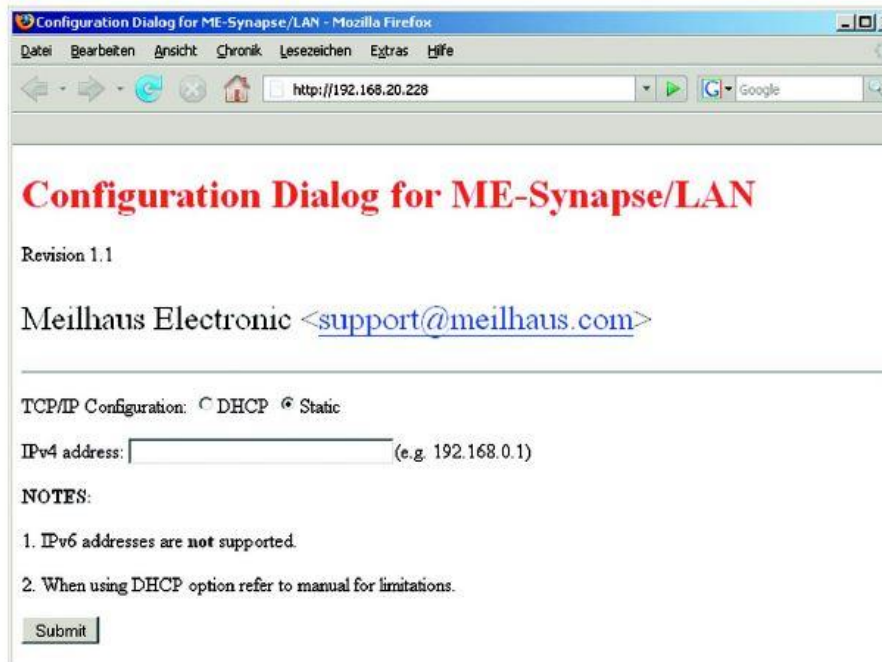 Configuration Dialog for ME-Synapse/LAN - Mozilla Firefox
Datei Bearbeiten Ansicht Chronik Lesezeichen Extras Hilfe
http://192.168.20.228 G Google
Configuration Dialog for ME-Synapse/LAN
Revision 1.1
Meilhaus Electronic <support@meilhaus.com>
TCP/IP Configuration: DHCP Static
IPv4 address: (e.g. 192.168.0.1)
NOTES:
1. IPv6 addresses are not supported.
2. When using DHCP option refer to manual for limitations.
Submit